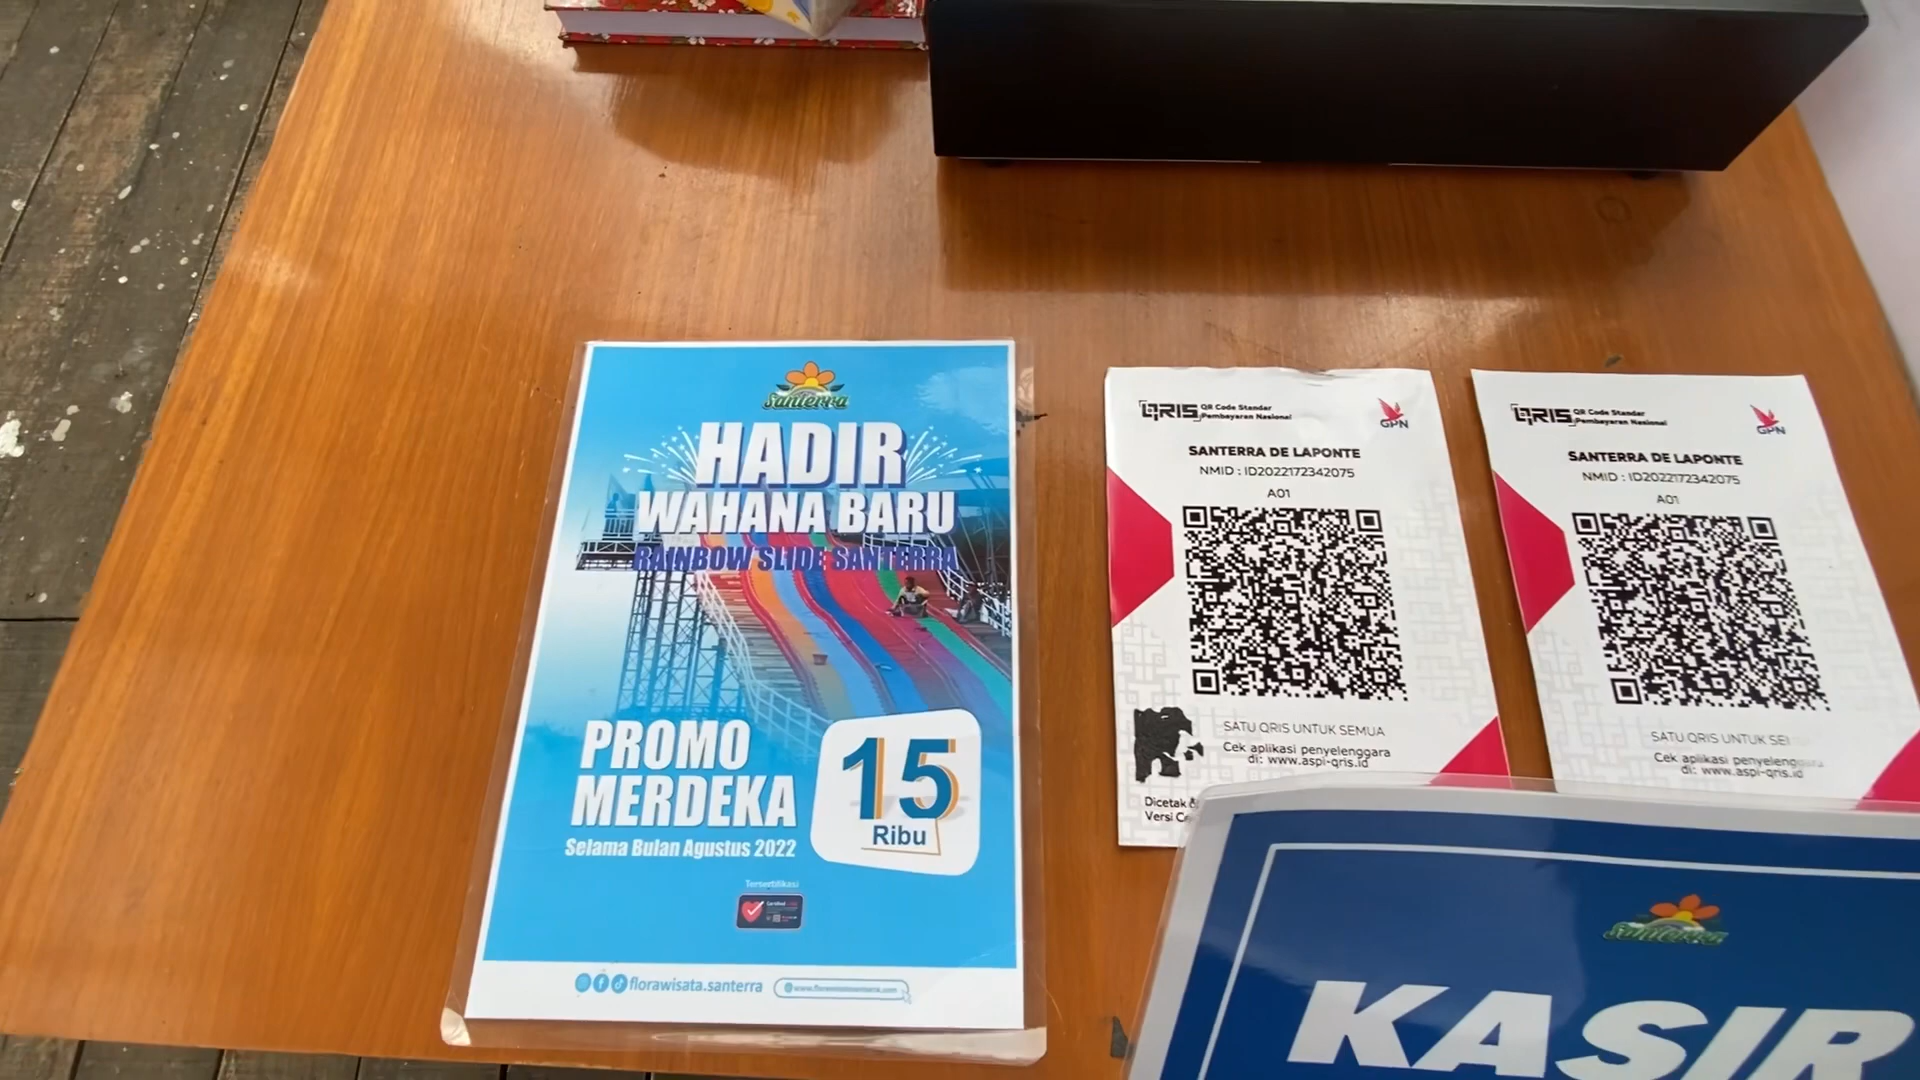 Santerra
HADIR
WAHANA BARU
RAINBOW SLIDE SANTERRA
PROMO
MERDEKA
Selama Bulan Agustus 2022
15
Ribu
Tersertifikasi
florawisata.santerra
QRIS QR Code Standar
Pembayaran Nasional
GPN
SANTERRA DE LAPONTE
NMID : ID2022172342075
A01
SATU QRIS UNTUK SEMUA
Cek aplikasi penyelenggara
di: www.aspi-qris.id
Dicetak
Versi
QRIS QR Code Standar
Pembayaran Nasional
GPN
SANTERRA DE LAPONTE
NMID : ID2022172342075
A01
SATU QRIS UNTUK
Cek aplikasi
di: www.aspi-qris.id
Santerra
KASIR